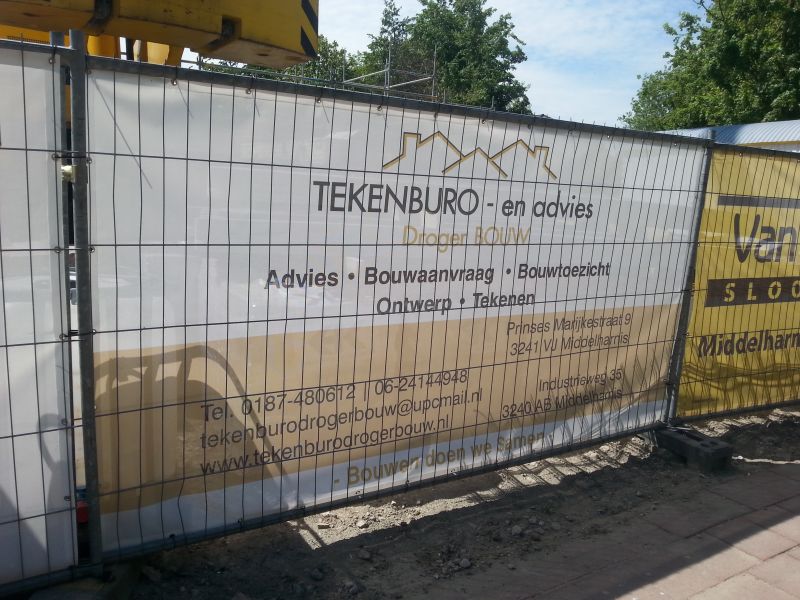 TEKENBURO - en advies
Droger BOUW
Advies • Bouwaanvraag • Bouwtoezicht
Ontwerp • Tekenen
Prinses Marijkestraat 9
3241 VJ Middelharnis
Industrieweg 35
3240 AB Middelharnis
Tel. 0187-480612 | 06-24144948
tekenburodrogerbouw@upcmail.nl
www.tekenburodrogerbouw.nl
- Bouwen doen we Samen -
Van
SLOO
Middelharn